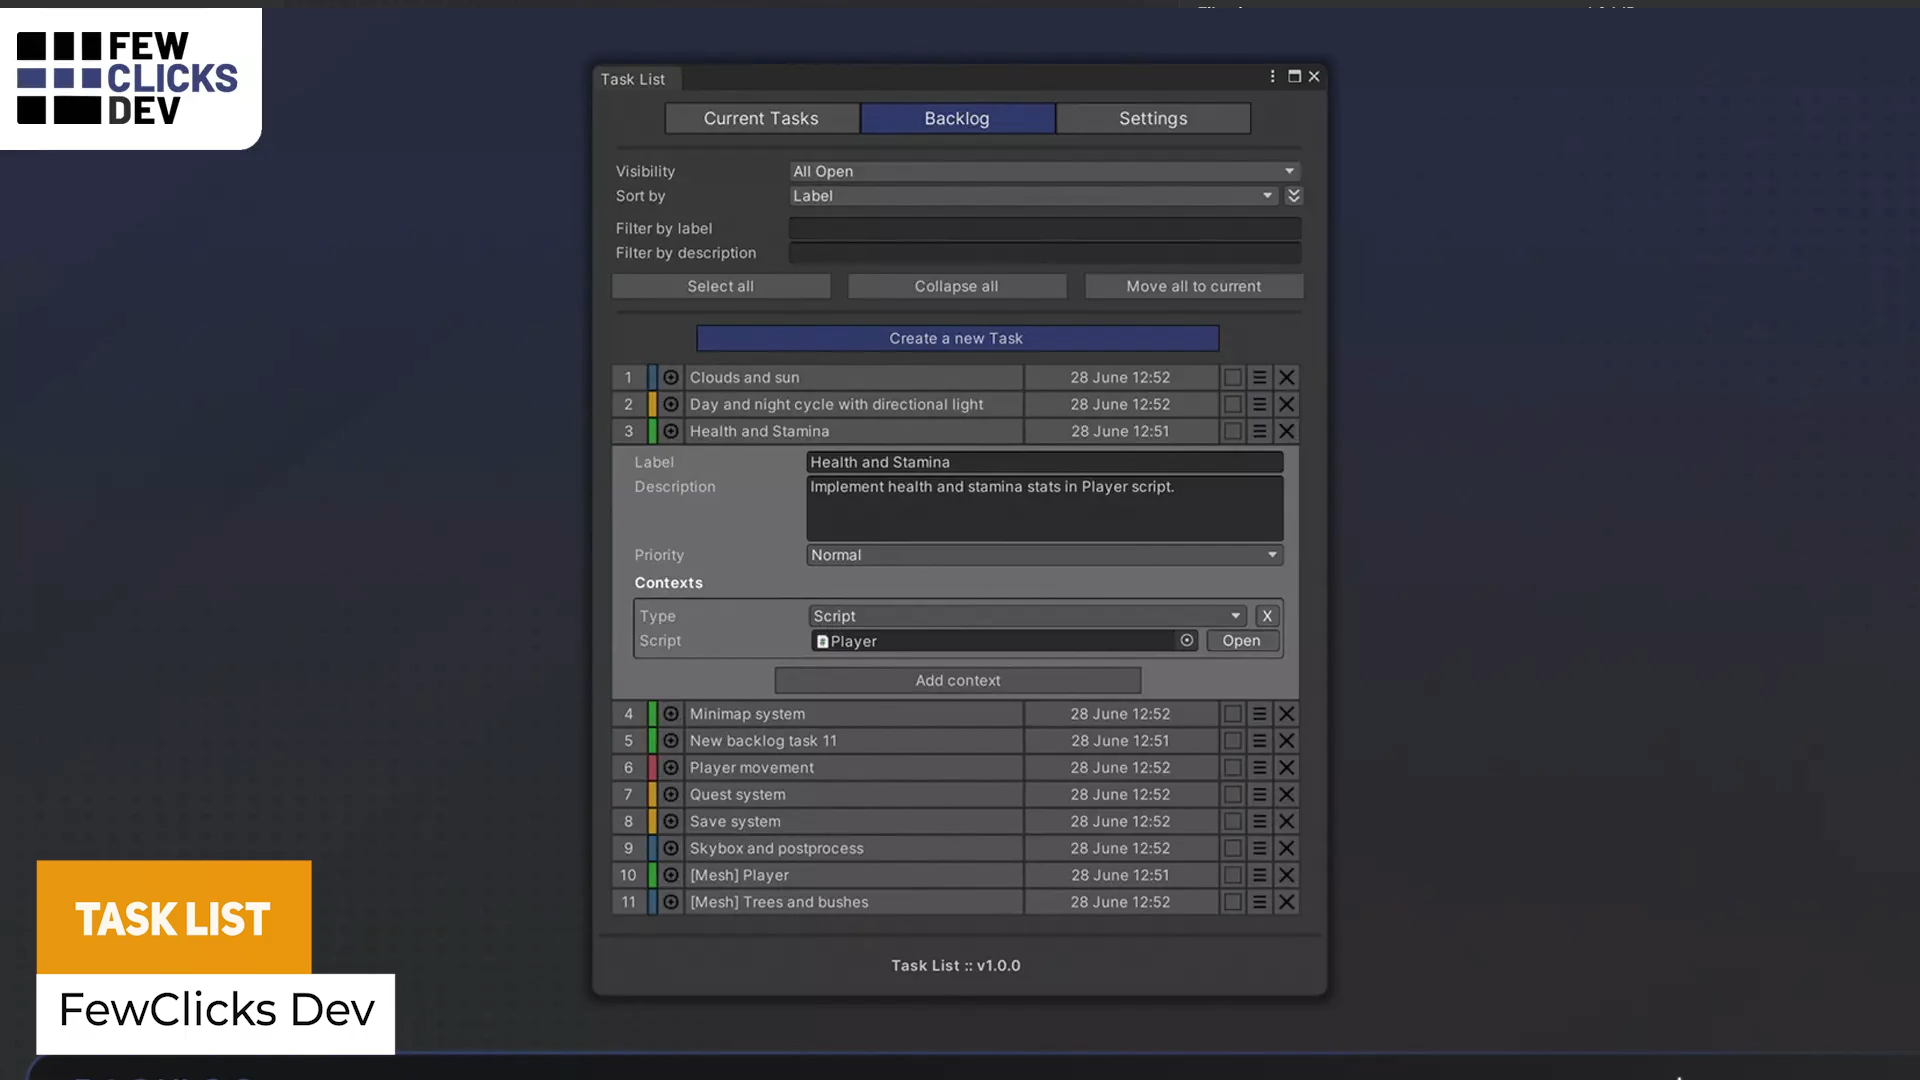 FEW
CLICKS
DEV
Task List
Current Tasks Backlog Settings
Visibility All Open
Sort by Label
Filter by label
Filter by description
Select all Collapse all Move all to current
Create a new Task
1 Clouds and sun 28 June 12:52
2 Day and night cycle with directional light 28 June 12:52
3 Health and Stamina 28 June 12:51
Label Health and Stamina
Description Implement health and stamina stats in Player script.
Priority Normal
Contexts
Type Script X
Script Player Open
Add context
4 Minimap system 28 June 12:52
5 New backlog task 11 28 June 12:51
6 Player movement 28 June 12:52
7 Quest system 28 June 12:52
8 Save system 28 June 12:52
9 Skybox and postprocess 28 June 12:52
10 [Mesh] Player 28 June 12:51
11 [Mesh] Trees and bushes 28 June 12:52
Task List :: v1.0.0
TASK LIST
FewClicks Dev